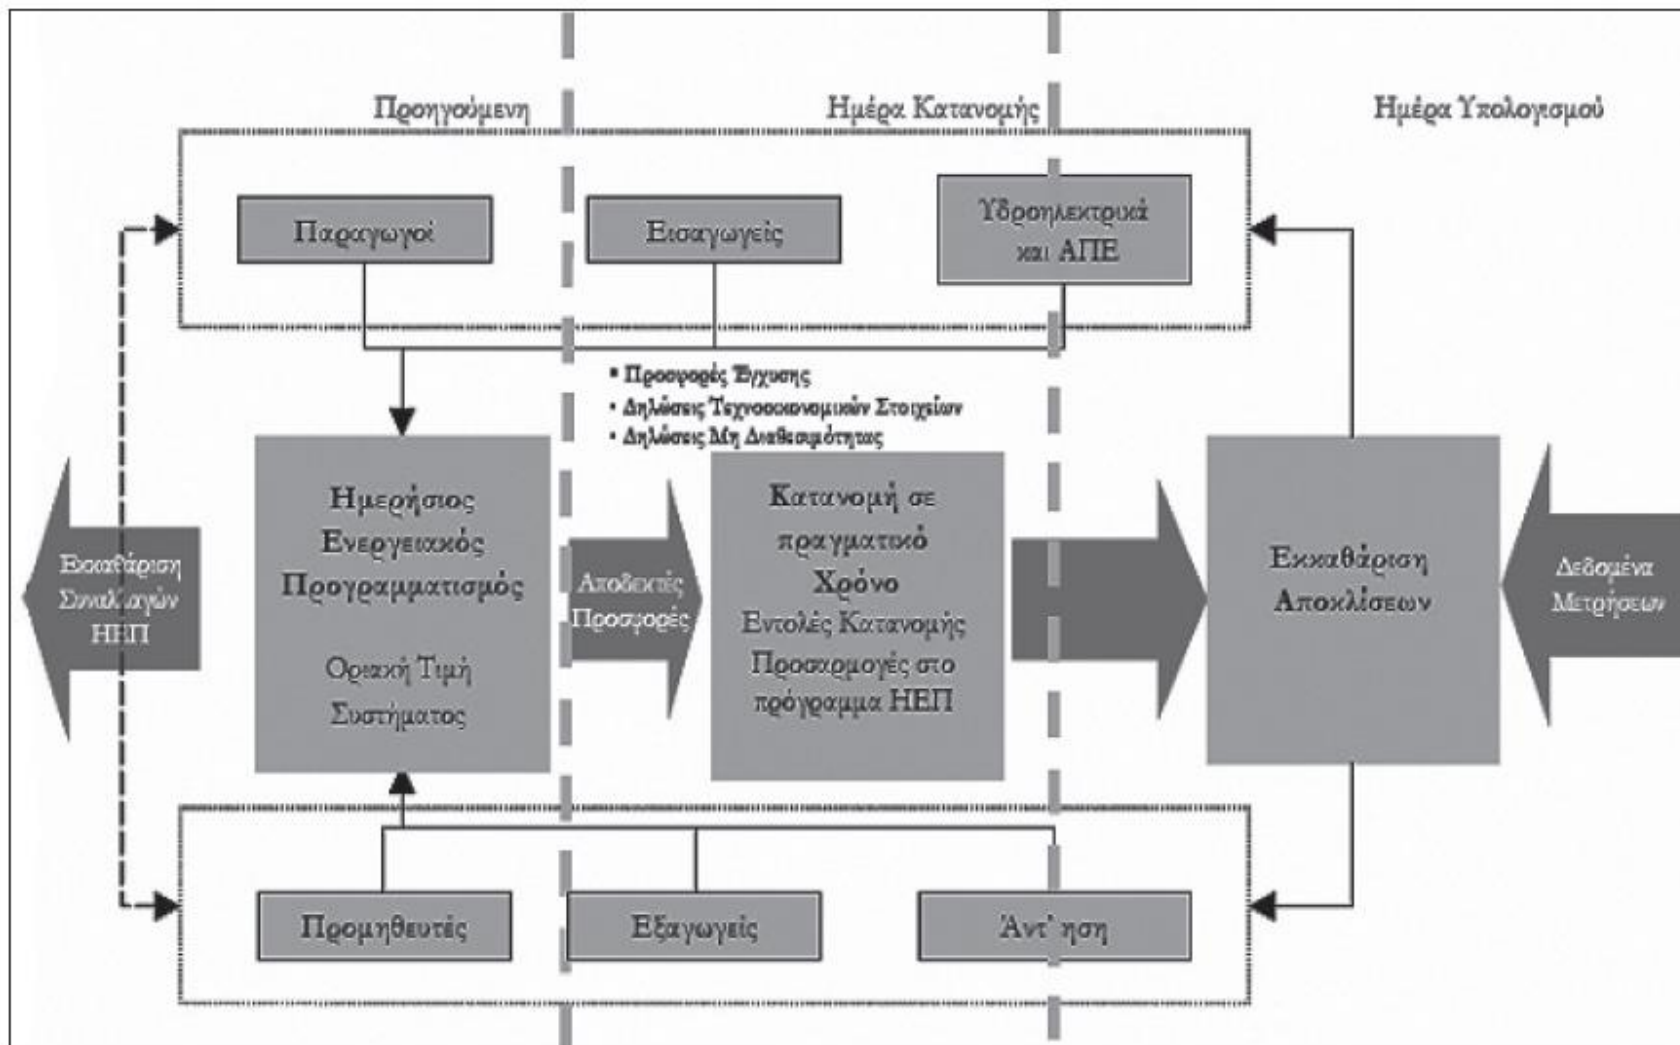 Προηγούμενη
Ημέρα Κατανομής
Ημέρα Υπολογισμού
Παραγωγοί
Εισαγωγείς
Υδροηλεκτρικά
και ΑΠΕ
▪ Προσφορές Έγχυσης
• Δηλώσεις Τεχνοοικονομικών Στοιχείων
• Δηλώσεις Μη Διαθεσιμότητας
Εκκαθάριση
Συναλλαγών
ΗΕΠ
Ημερήσιος
Ενεργειακός
Προγραμματισμός
Οριακή Τιμή
Συστήματος
Αποδεκτές
Προσφορές
Κατανομή σε
πραγματικό
Χρόνο
Εντολές Κατανομής
Προσαρμογές στο
πρόγραμμα ΗΕΠ
Εκκαθάριση
Αποκλίσεων
Δεδομένα
Μετρήσεων
Προμηθευτές
Εξαγωγείς
Άντληση